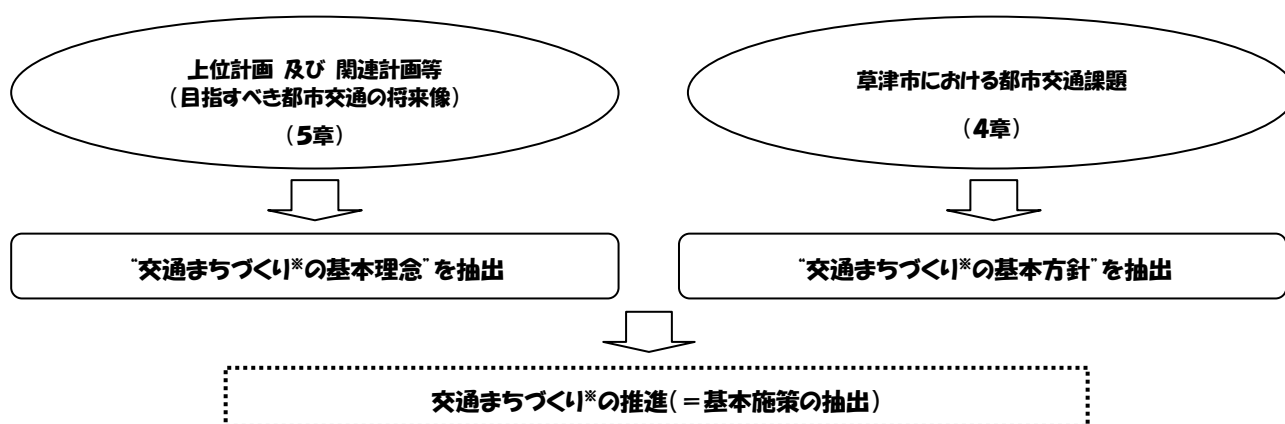 上位計画 及び 関連計画等
(目指すべき都市交通の将来像)
(5章)
草津市における都市交通課題
(4章)
“交通まちづくり※の基本理念”を抽出
“交通まちづくり※の基本方針”を抽出
交通まちづくり※の推進(=基本施策の抽出)